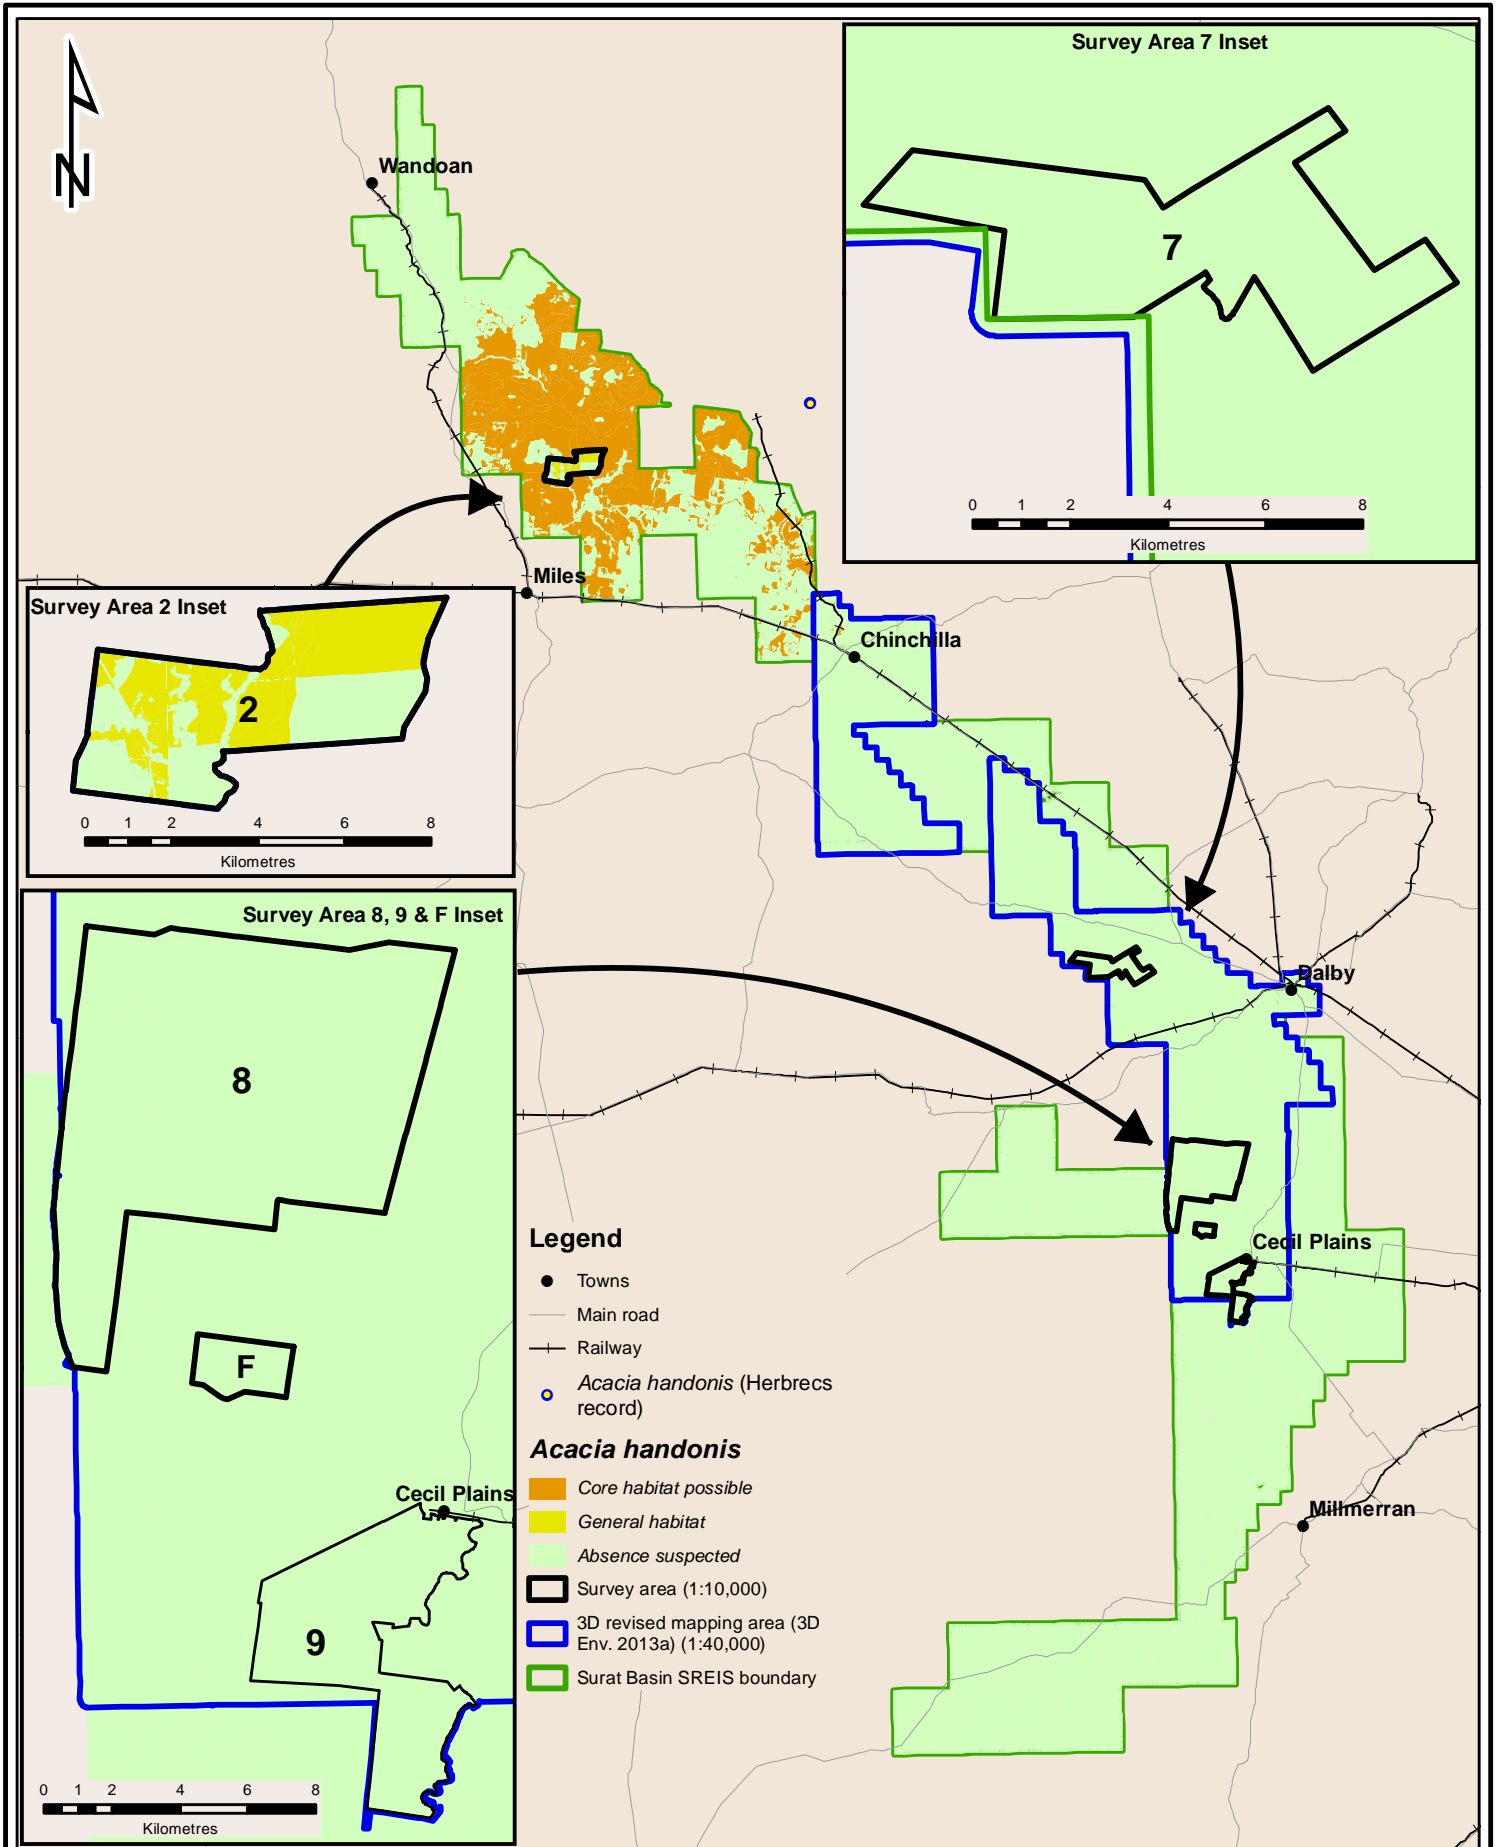 Survey Area 7 Inset
N
Wandoan
7
0 1 2 4 6 8
Kilometres
Miles
Survey Area 2 Inset
2
0 1 2 4 6 8
Kilometres
Chinchilla
Survey Area 8, 9 & F Inset
8
F
Cecil Plains
9
0 1 2 4 6 8
Kilometres
Dalby
Cecil Plains
Millmerran
Legend
Towns
Main road
Railway
Acacia handonis (Herbrecs
record)
Acacia handonis
Core habitat possible
General habitat
Absence suspected
Survey area (1:10,000)
3D revised mapping area (3D
Env. 2013a) (1:40,000)
Surat Basin SREIS boundary